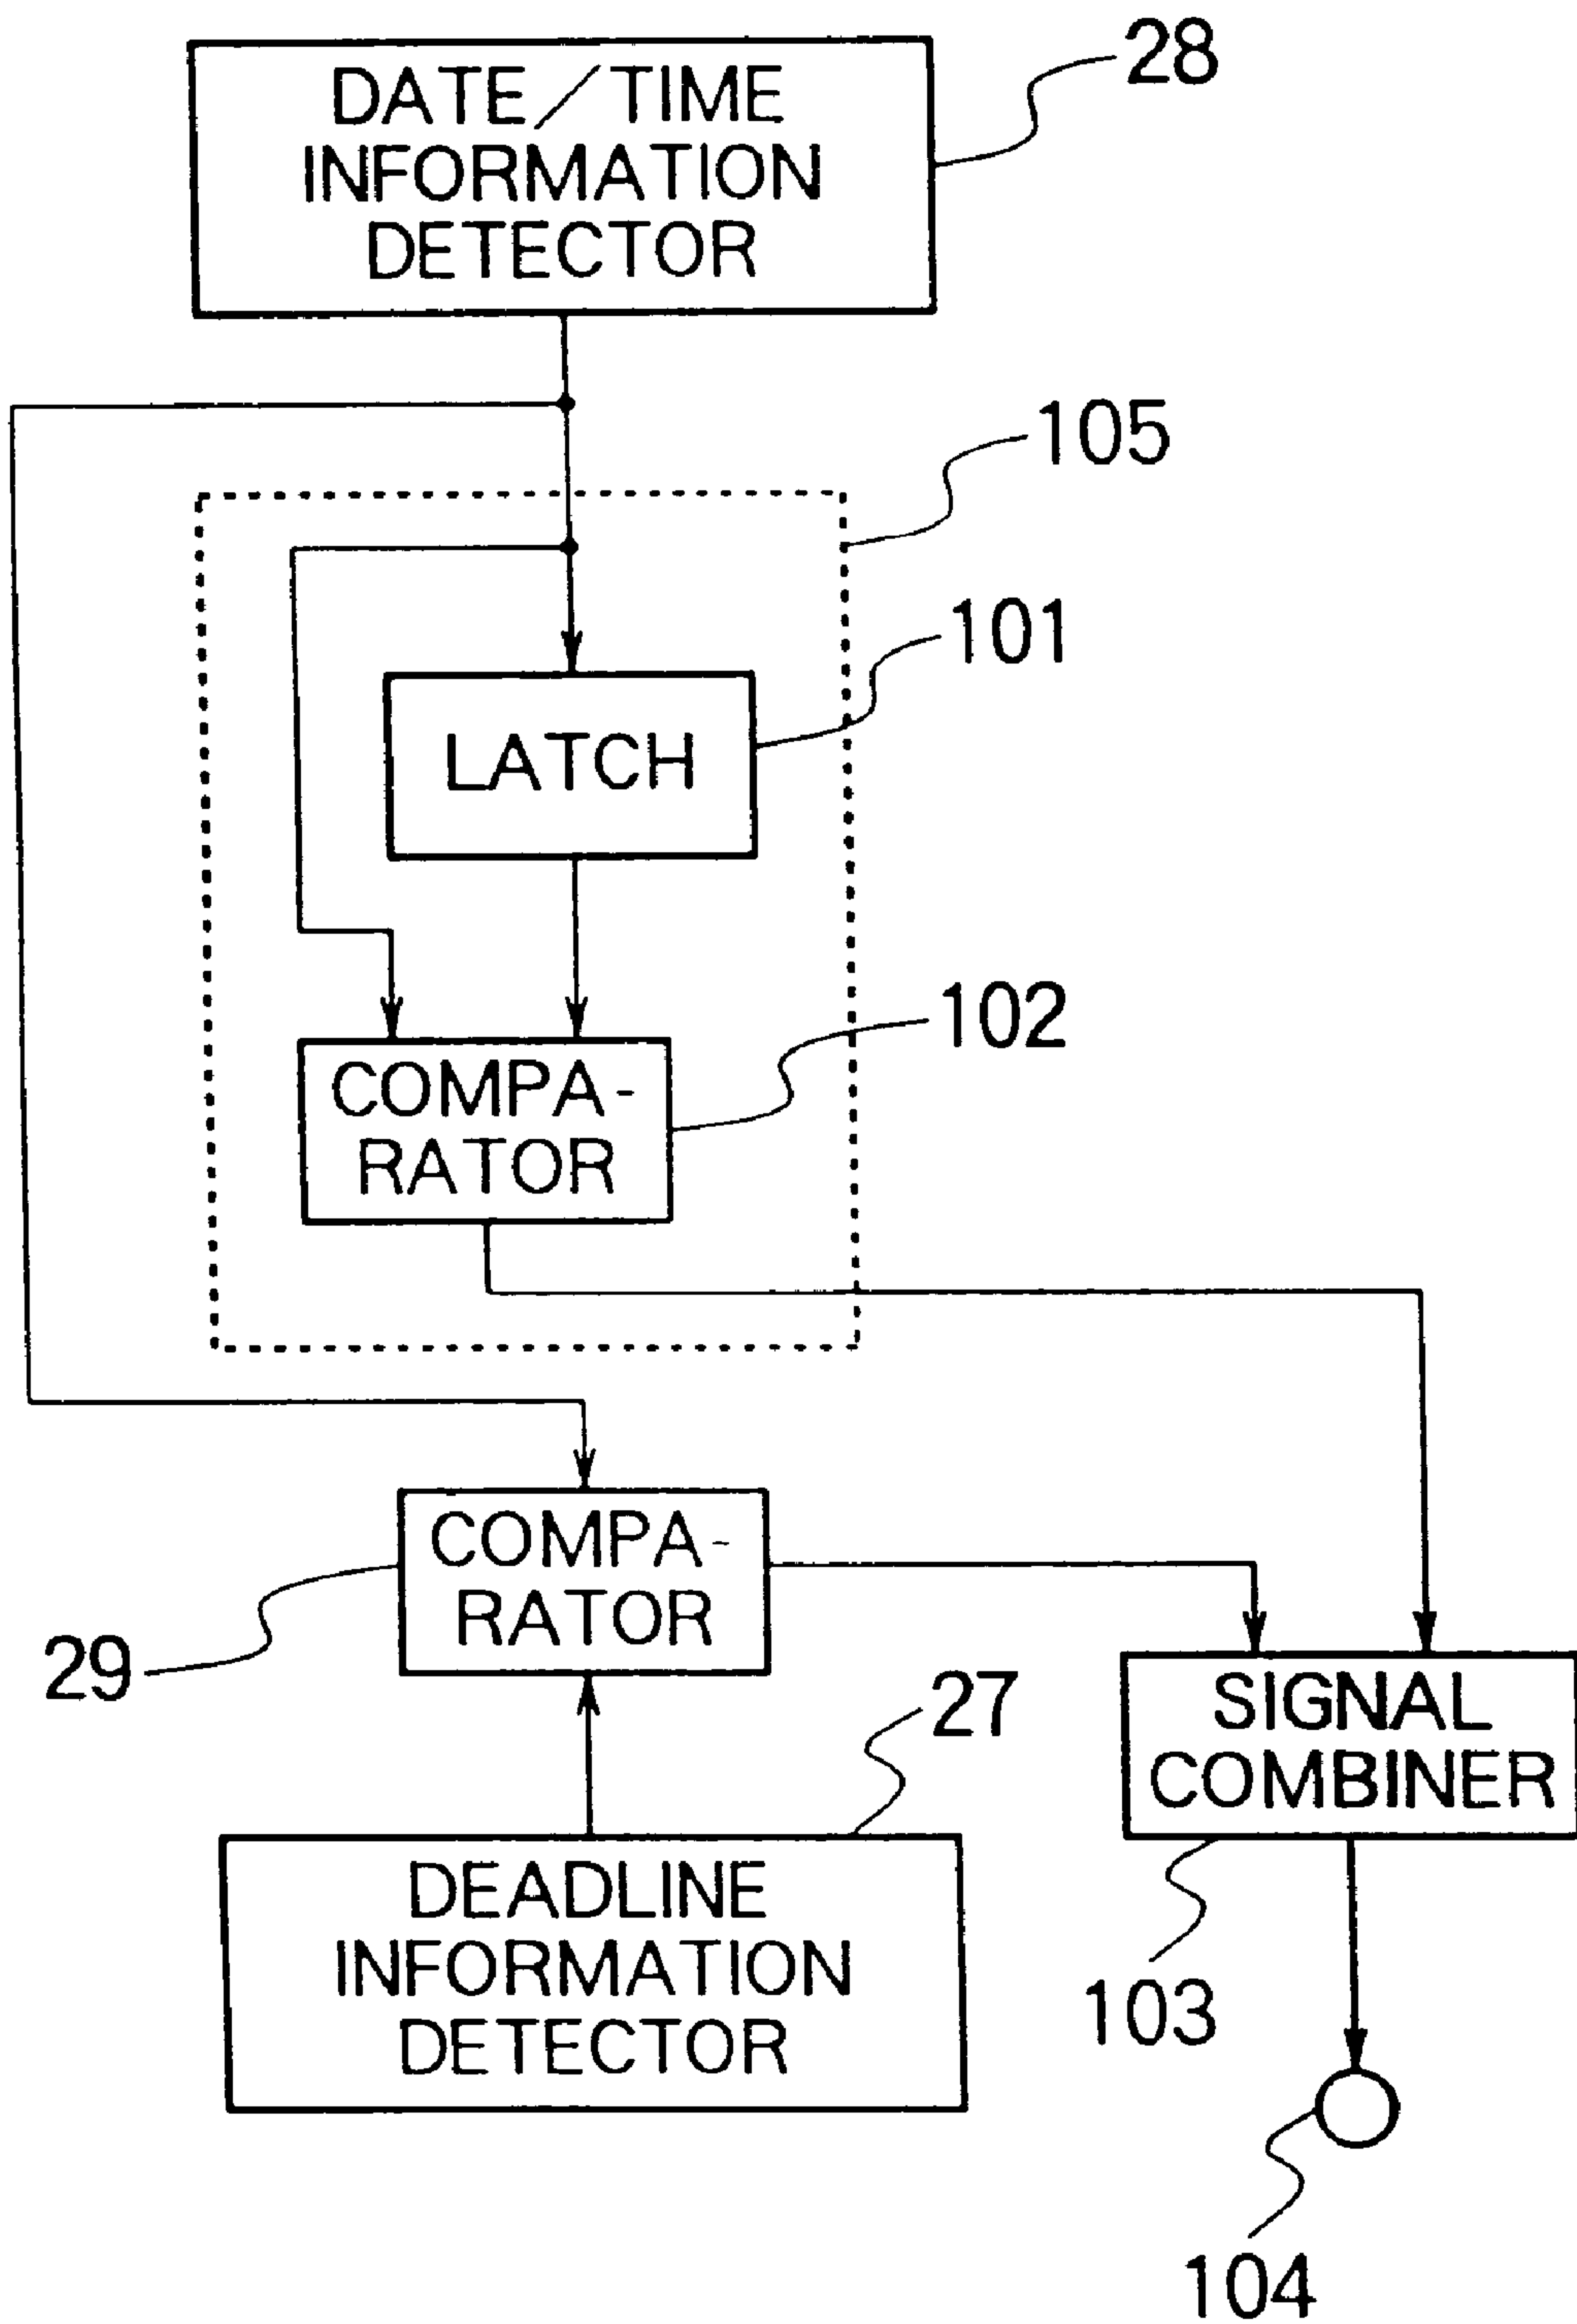 DATE/TIME
INFORMATION
DETECTOR
28
105
LATCH
101
COMPA-
RATOR
102
COMPA-
RATOR
29
SIGNAL
COMBINER
27
DEADLINE
INFORMATION
DETECTOR
103
104